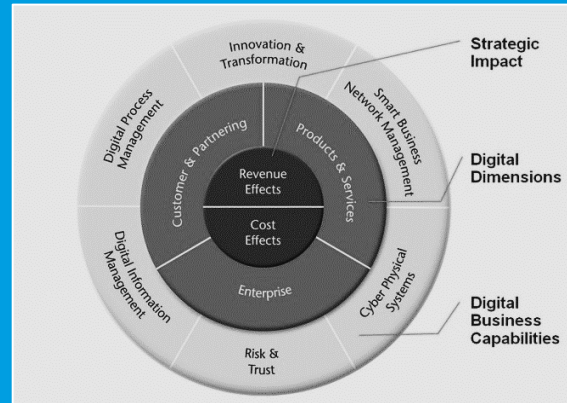 Innovation &
Transformation
Strategic
Impact
Digital Process
Management
Smart Business
Network Management
Customer & Partnering
Products & Services
Revenue
Effects
Digital
Dimensions
Cost
Effects
Enterprise
Digital Information
Management
Cyber Physical
Systems
Digital
Business
Capabilities
Risk &
Trust